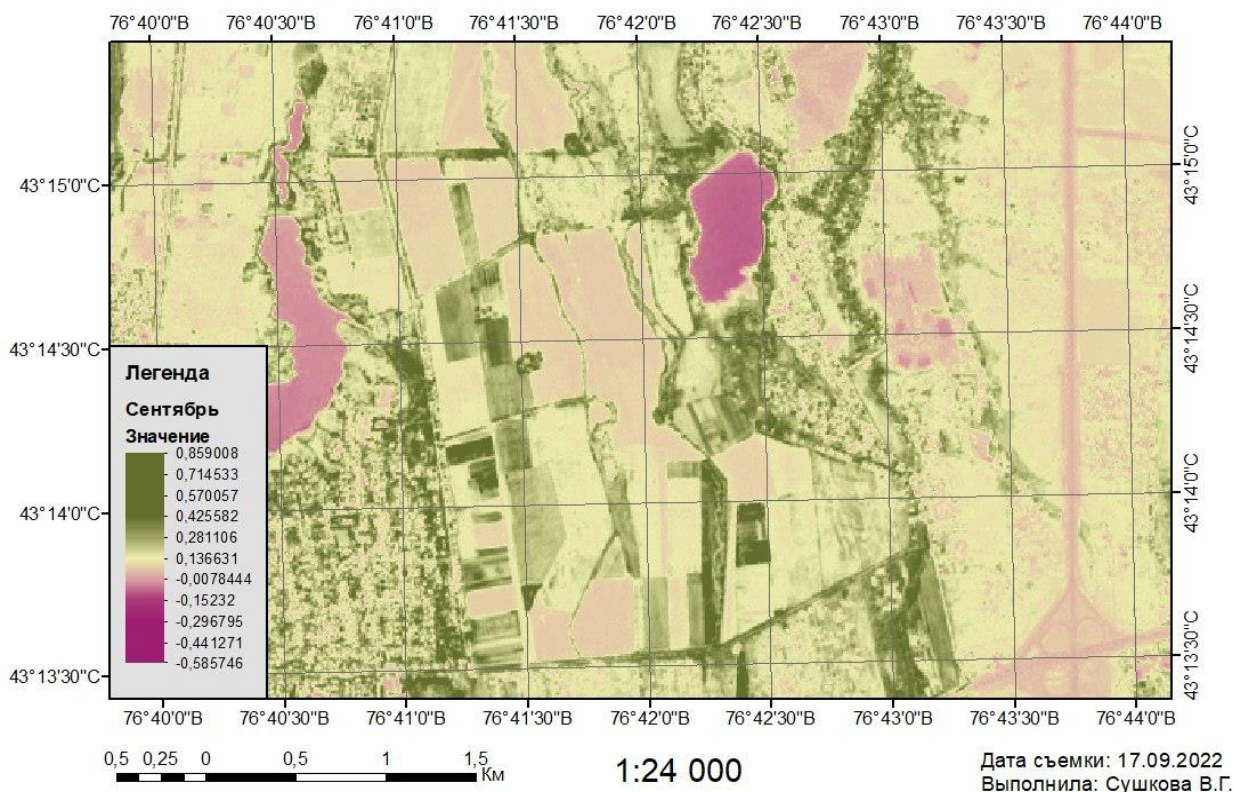 76°40'0"В 76°40'30"В 76°41'0"В 76°41'30"В 76°42'0"В 76°42'30"В 76°43'0"В 76°43'30"В 76°44'0"В
43°15'0"С 43°15'0"С
43°14'30"С 43°14'30"С
Легенда
Сентябрь
Значение
0,859008
0,714533
0,570057
0,425582
0,281106
0,136631
-0,0078444
-0,15232
-0,296795
-0,441271
-0,585746
43°14'0"С 43°14'0"С
43°13'30"С 43°13'30"С
76°40'0"В 76°40'30"В 76°41'0"В 76°41'30"В 76°42'0"В 76°42'30"В 76°43'0"В 76°43'30"В 76°44'0"В
0,5 0,25 0 0,5 1 1,5
Км
1:24 000
Дата съемки: 17.09.2022
Выполнила: Сушкова В.Г.